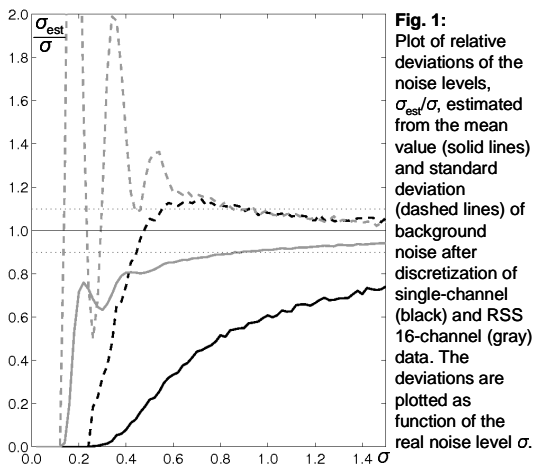 2.0
1.8
1.6
1.4
1.2
1.1
1.0
0.9
0.8
0.6
0.4
0.2
0.0
σest
σ
0.0 0.2 0.4 0.6 0.8 1.0 1.2 1.4 σ
Fig. 1:
Plot of relative
deviations of the
noise levels,
σest/σ, estimated
from the mean
value (solid lines)
and standard
deviation
(dashed lines) of
background
noise after
discretization of
single-channel
(black) and RSS
16-channel (gray)
data. The
deviations are
plotted as
function of the
real noise level σ.